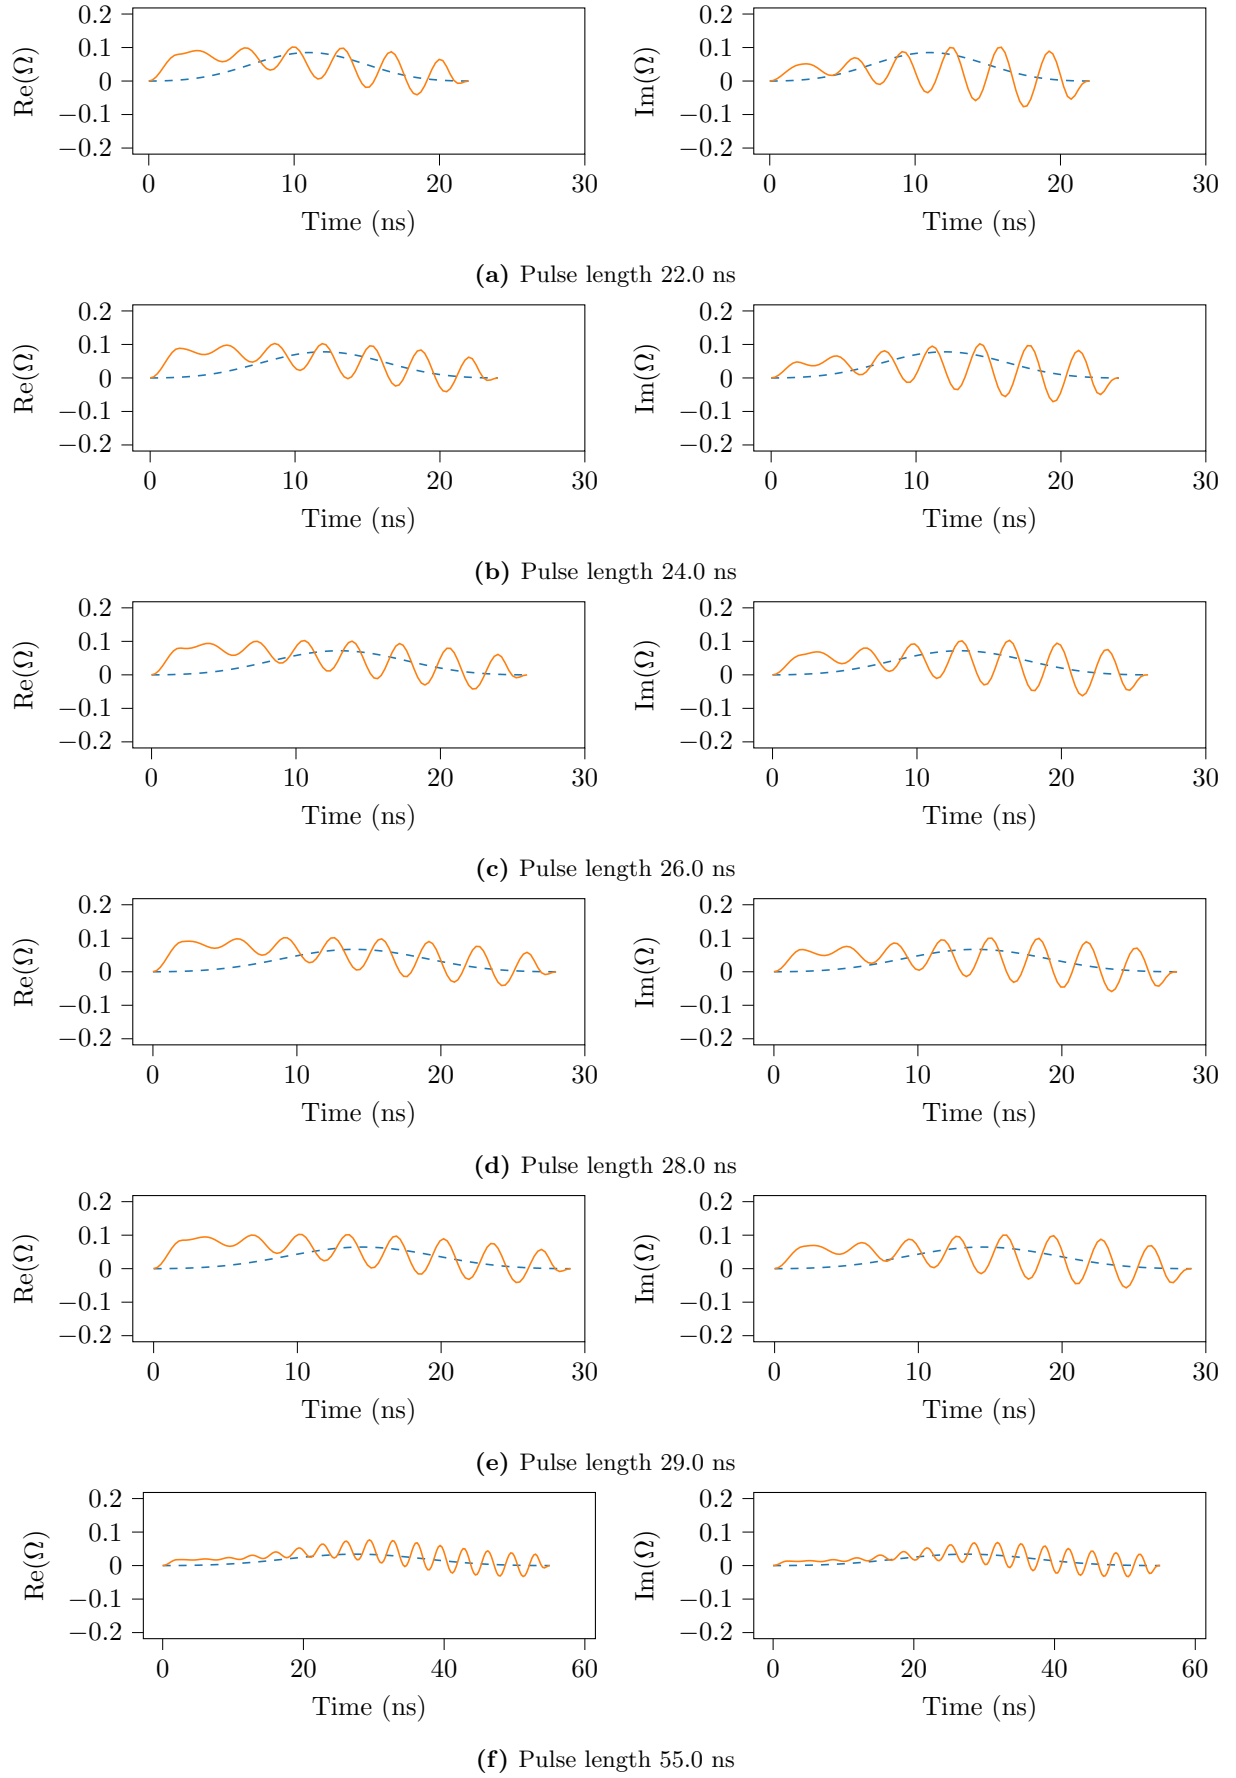 0.2
0.1
0
−0.1
−0.2
Re(Ω)
0 10 20 30
Time (ns)
0.2
0.1
0
−0.1
−0.2
Im(Ω)
0 10 20 30
Time (ns)
(a) Pulse length 22.0 ns
0.2
0.1
0
−0.1
−0.2
Re(Ω)
0 10 20 30
Time (ns)
0.2
0.1
0
−0.1
−0.2
Im(Ω)
0 10 20 30
Time (ns)
(b) Pulse length 24.0 ns
0.2
0.1
0
−0.1
−0.2
Re(Ω)
0 10 20 30
Time (ns)
0.2
0.1
0
−0.1
−0.2
Im(Ω)
0 10 20 30
Time (ns)
(c) Pulse length 26.0 ns
0.2
0.1
0
−0.1
−0.2
Re(Ω)
0 10 20 30
Time (ns)
0.2
0.1
0
−0.1
−0.2
Im(Ω)
0 10 20 30
Time (ns)
(d) Pulse length 28.0 ns
0.2
0.1
0
−0.1
−0.2
Re(Ω)
0 10 20 30
Time (ns)
0.2
0.1
0
−0.1
−0.2
Im(Ω)
0 10 20 30
Time (ns)
(e) Pulse length 29.0 ns
0.2
0.1
0
−0.1
−0.2
Re(Ω)
0 20 40 60
Time (ns)
0.2
0.1
0
−0.1
−0.2
Im(Ω)
0 20 40 60
Time (ns)
(f) Pulse length 55.0 ns